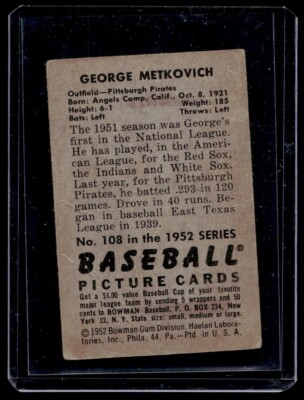 GEORGE METKOVICH
Outfield—Pittsburgh Pirates
Born: Angels Camp, Calif., Oct. 8, 1921
Height: 6-1 Weight: 185
Bats: Left Throws: Left
The 1951 season was George's
first in the National League.
He has played, in the Ameri-
can League, for the Red Sox,
the Indians and White Sox.
Last year, for the Pittsburgh
Pirates, he batted .293 in 120
games. Drove in 40 runs. Be-
gan in baseball East Texas
League in 1939.
No. 108 in the 1952 SERIES
BASEBALL®
PICTURE CARDS
Get a $1.00 value Baseball Cap of your favorite
major league team by sending 5 wrappers and 50
cents to BOWMAN Baseball, P. O. BOX 234, New
York 23, N. Y. State size: small, medium or large.
©1952 Bowman Gum Division, Haelan Labora-
tories, Inc., Phila. 44, Pa.—Ptd in U. S. A.